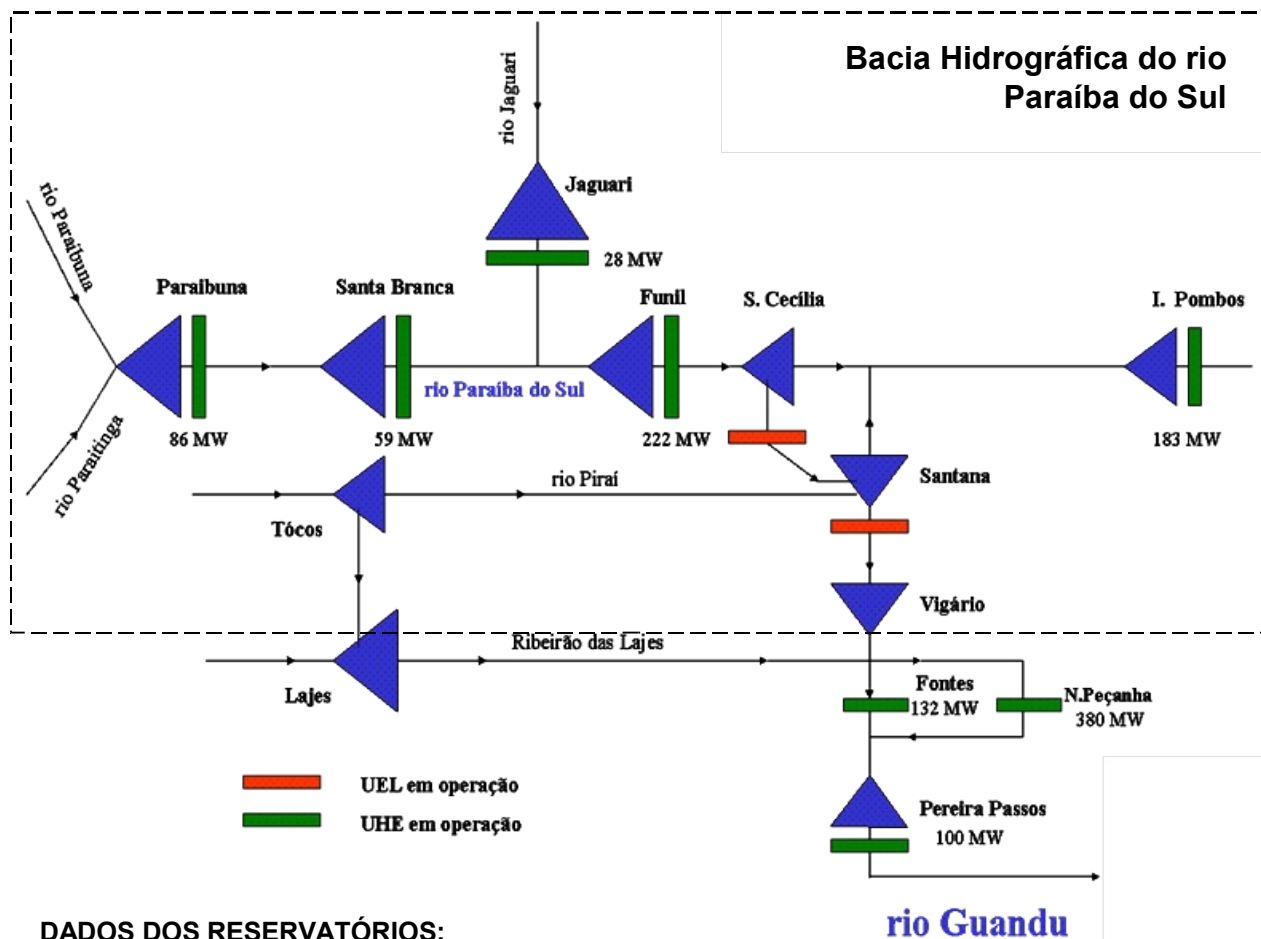 Bacia Hidrográfica do rio
Paraíba do Sul
rio Jaguari
Jaguari
28 MW
rio Paraibuna
Paraibuna
Santa Branca
Funil
S. Cecília
I. Pombos
rio Paraíba do Sul
86 MW
59 MW
222 MW
183 MW
rio Paraitinga
rio Piraí
Santana
Tócos
Vigário
Ribeirão das Lajes
Lajes
Fontes
132 MW
N.Peçanha
380 MW
UEL em operação
UHE em operação
Pereira Passos
100 MW
rio Guandu
DADOS DOS RESERVATÓRIOS: